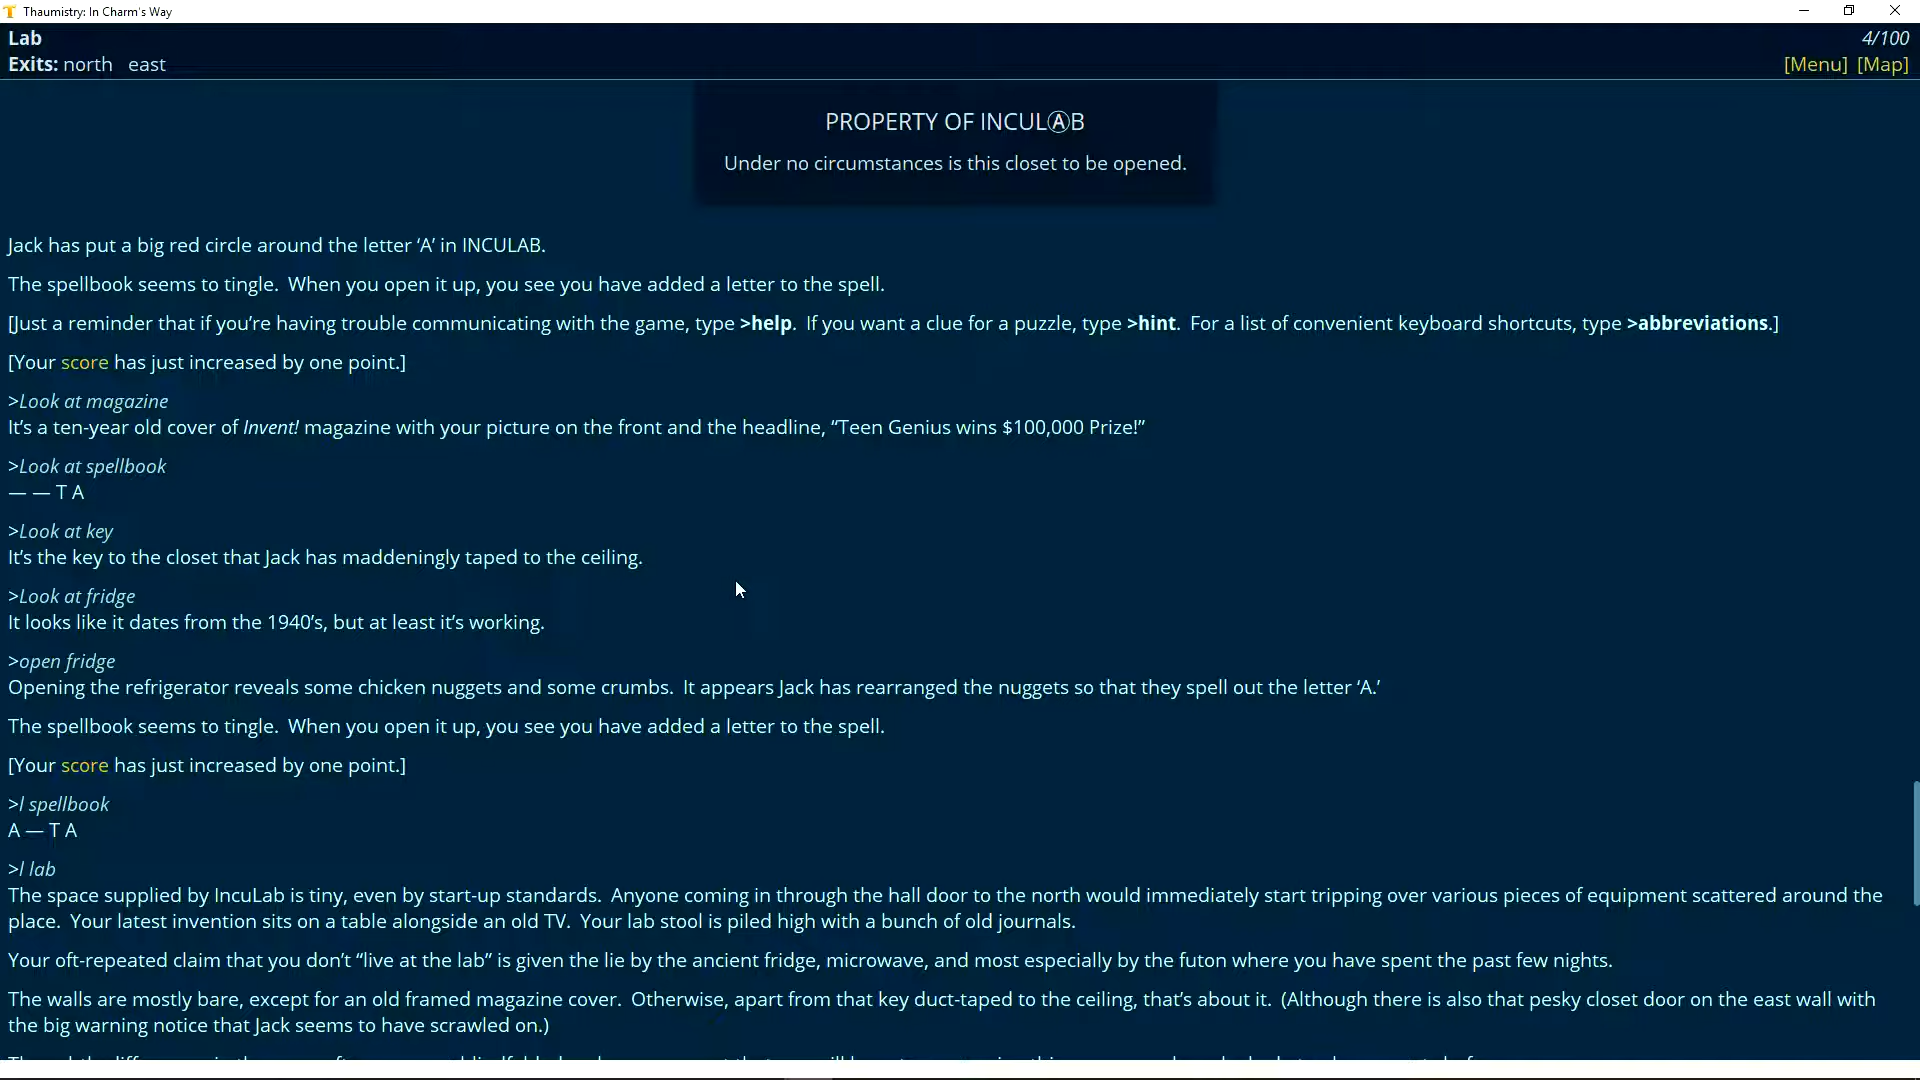 Thaumistry: In Charm's Way
Lab
4/100
Exits: north east
[Menu] [Map]
PROPERTY OF INCULⒶB
Under no circumstances is this closet to be opened.
Jack has put a big red circle around the letter ‘A’ in INCULAB.
The spellbook seems to tingle. When you open it up, you see you have added a letter to the spell.
[Just a reminder that if you’re having trouble communicating with the game, type >help. If you want a clue for a puzzle, type >hint. For a list of convenient keyboard shortcuts, type >abbreviations.]
[Your score has just increased by one point.]
>Look at magazine
It’s a ten-year old cover of Invent! magazine with your picture on the front and the headline, “Teen Genius wins $100,000 Prize!”
>Look at spellbook
— — T A
>Look at key
It’s the key to the closet that Jack has maddeningly taped to the ceiling.
>Look at fridge
It looks like it dates from the 1940’s, but at least it’s working.
>open fridge
Opening the refrigerator reveals some chicken nuggets and some crumbs. It appears Jack has rearranged the nuggets so that they spell out the letter ‘A.’
The spellbook seems to tingle. When you open it up, you see you have added a letter to the spell.
[Your score has just increased by one point.]
>l spellbook
A — T A
>l lab
The space supplied by IncuLab is tiny, even by start-up standards. Anyone coming in through the hall door to the north would immediately start tripping over various pieces of equipment scattered around the
place. Your latest invention sits on a table alongside an old TV. Your lab stool is piled high with a bunch of old journals.
Your oft-repeated claim that you don’t “live at the lab” is given the lie by the ancient fridge, microwave, and most especially by the futon where you have spent the past few nights.
The walls are mostly bare, except for an old framed magazine cover. Otherwise, apart from that key duct-taped to the ceiling, that’s about it. (Although there is also that pesky closet door on the east wall with
the big warning notice that Jack seems to have scrawled on.)